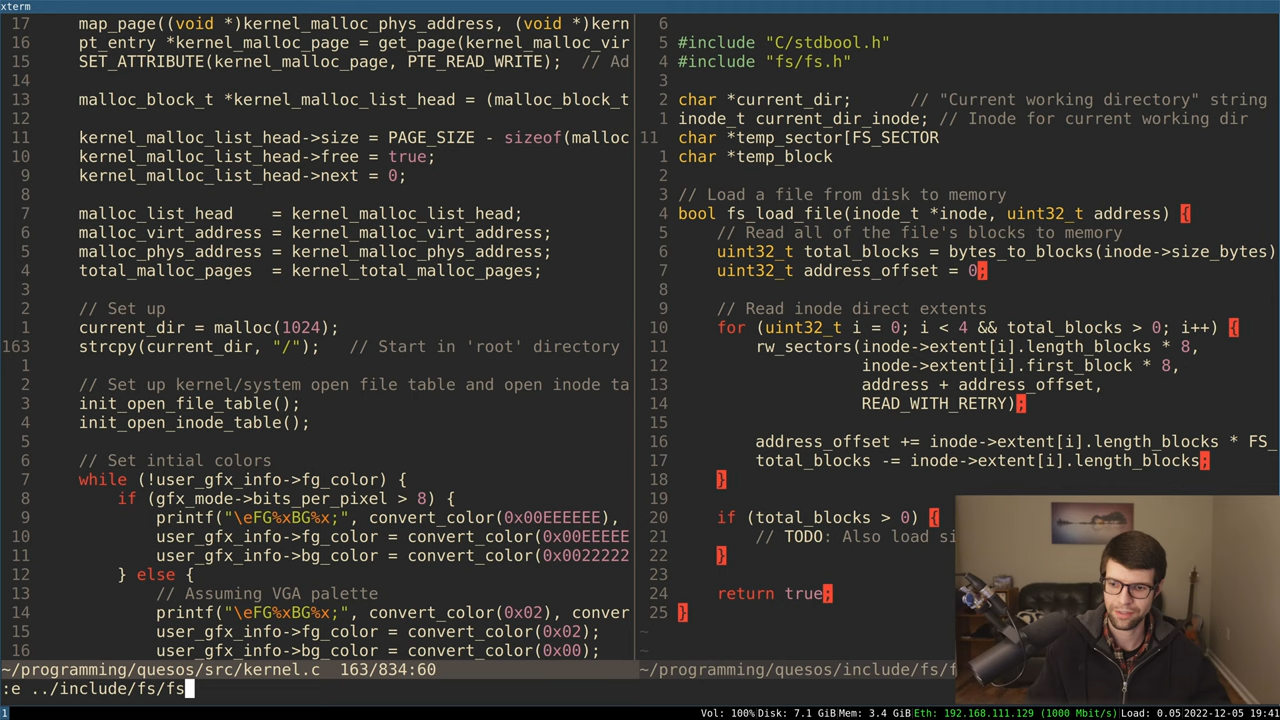 xterm
17 map_page((void *)kernel_malloc_phys_address, (void *)kern
16 pt_entry *kernel_malloc_page = get_page(kernel_malloc_vir
15 SET_ATTRIBUTE(kernel_malloc_page, PTE_READ_WRITE);  // Ad
14
13 malloc_block_t *kernel_malloc_list_head = (malloc_block_t
12
11 kernel_malloc_list_head->size = PAGE_SIZE - sizeof(malloc
10 kernel_malloc_list_head->free = true;
9 kernel_malloc_list_head->next = 0;
8
7 malloc_list_head    = kernel_malloc_list_head;
6 malloc_virt_address = kernel_malloc_virt_address;
5 malloc_phys_address = kernel_malloc_phys_address;
4 total_malloc_pages  = kernel_total_malloc_pages;
3
2 // Set up
1 current_dir = malloc(1024);
163 strcpy(current_dir, "/");   // Start in 'root' directory
1
2 // Set up kernel/system open file table and open inode ta
3 init_open_file_table();
4 init_open_inode_table();
5
6 // Set intial colors
7 while (!user_gfx_info->fg_color) {
8 if (gfx_mode->bits_per_pixel > 8) {
9 printf("\eFG%xBG%x;", convert_color(0x00EEEEEE),
10 user_gfx_info->fg_color = convert_color(0x00EEEEE
11 user_gfx_info->bg_color = convert_color(0x0022222
12 } else {
13 // Assuming VGA palette
14 printf("\eFG%xBG%x;", convert_color(0x02), conver
15 user_gfx_info->fg_color = convert_color(0x02);
16 user_gfx_info->bg_color = convert_color(0x00);
~/programming/quesos/src/kernel.c  163/834:60
6
5 #include "C/stdbool.h"
4 #include "fs/fs.h"
3
2 char *current_dir;      // "Current working directory" string
1 inode_t current_dir_inode; // Inode for current working dir
11 char *temp_sector[FS_SECTOR
1 char *temp_block
2
3 // Load a file from disk to memory
4 bool fs_load_file(inode_t *inode, uint32_t address) {
5 // Read all of the file's blocks to memory
6 uint32_t total_blocks = bytes_to_blocks(inode->size_bytes)
7 uint32_t address_offset = 0;
8
9 // Read inode direct extents
10 for (uint32_t i = 0; i < 4 && total_blocks > 0; i++) {
11 rw_sectors(inode->extent[i].length_blocks * 8,
12 inode->extent[i].first_block * 8,
13 address + address_offset,
14 READ_WITH_RETRY);
15
16 address_offset += inode->extent[i].length_blocks * FS_
17 total_blocks -= inode->extent[i].length_blocks;
18 }
19
20 if (total_blocks > 0) {
21 // TODO: Also load si
22 }
23
24 return true;
25 }
~
~/programming/quesos/include/fs/f
:e ../include/fs/fs
1 Vol: 100% Disk: 7.1 GiB Mem: 3.4 GiB Eth: 192.168.111.129 (1000 Mbit/s) Load: 0.05 2022-12-05 19:41